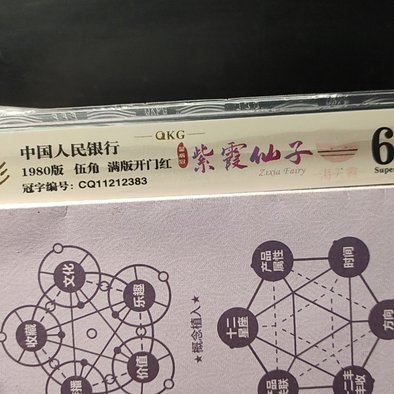 QKG
中国人民银行
1980版 伍角 满版开门红
冠字编号: CQ11212383
紫霞仙子
Zixia Fairy
6
Super
文化
乐趣
收藏
价值
播
★概念植入★
产品属性
时间
十二星座
方向